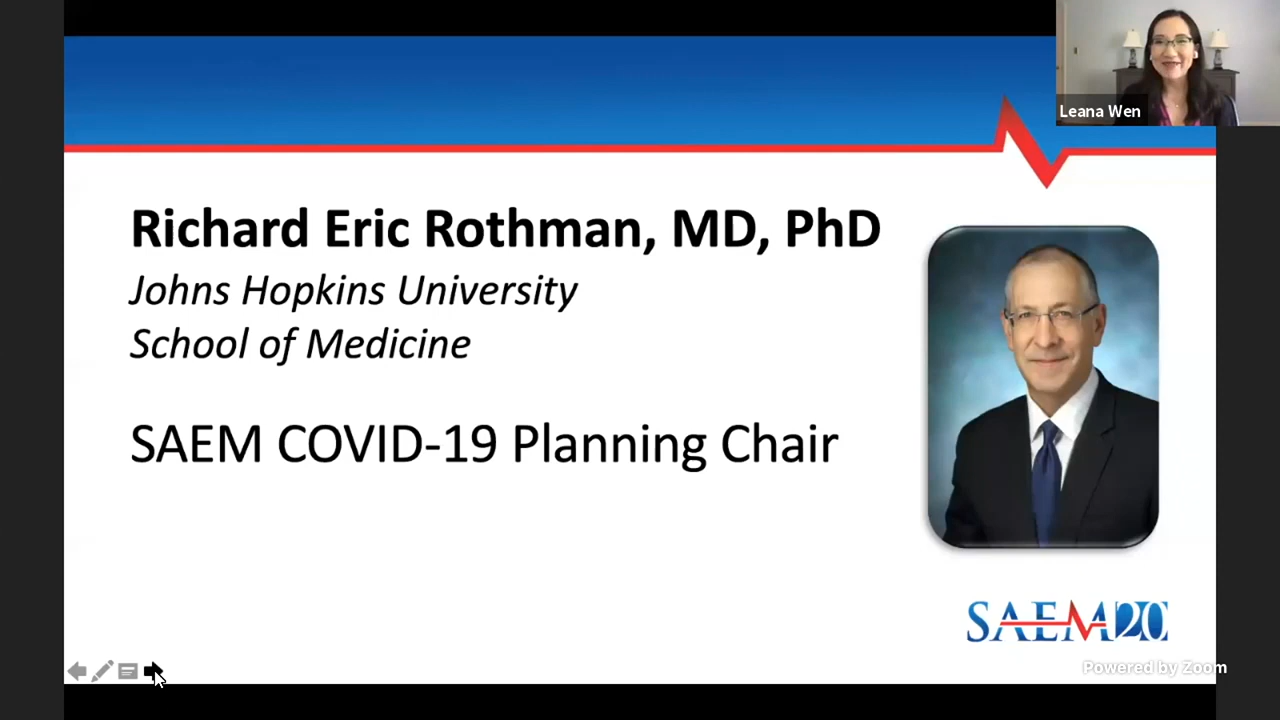 Leana Wen
Richard Eric Rothman, MD, PhD
Johns Hopkins University
School of Medicine
SAEM COVID-19 Planning Chair
SAEM20
Powered by Zoom